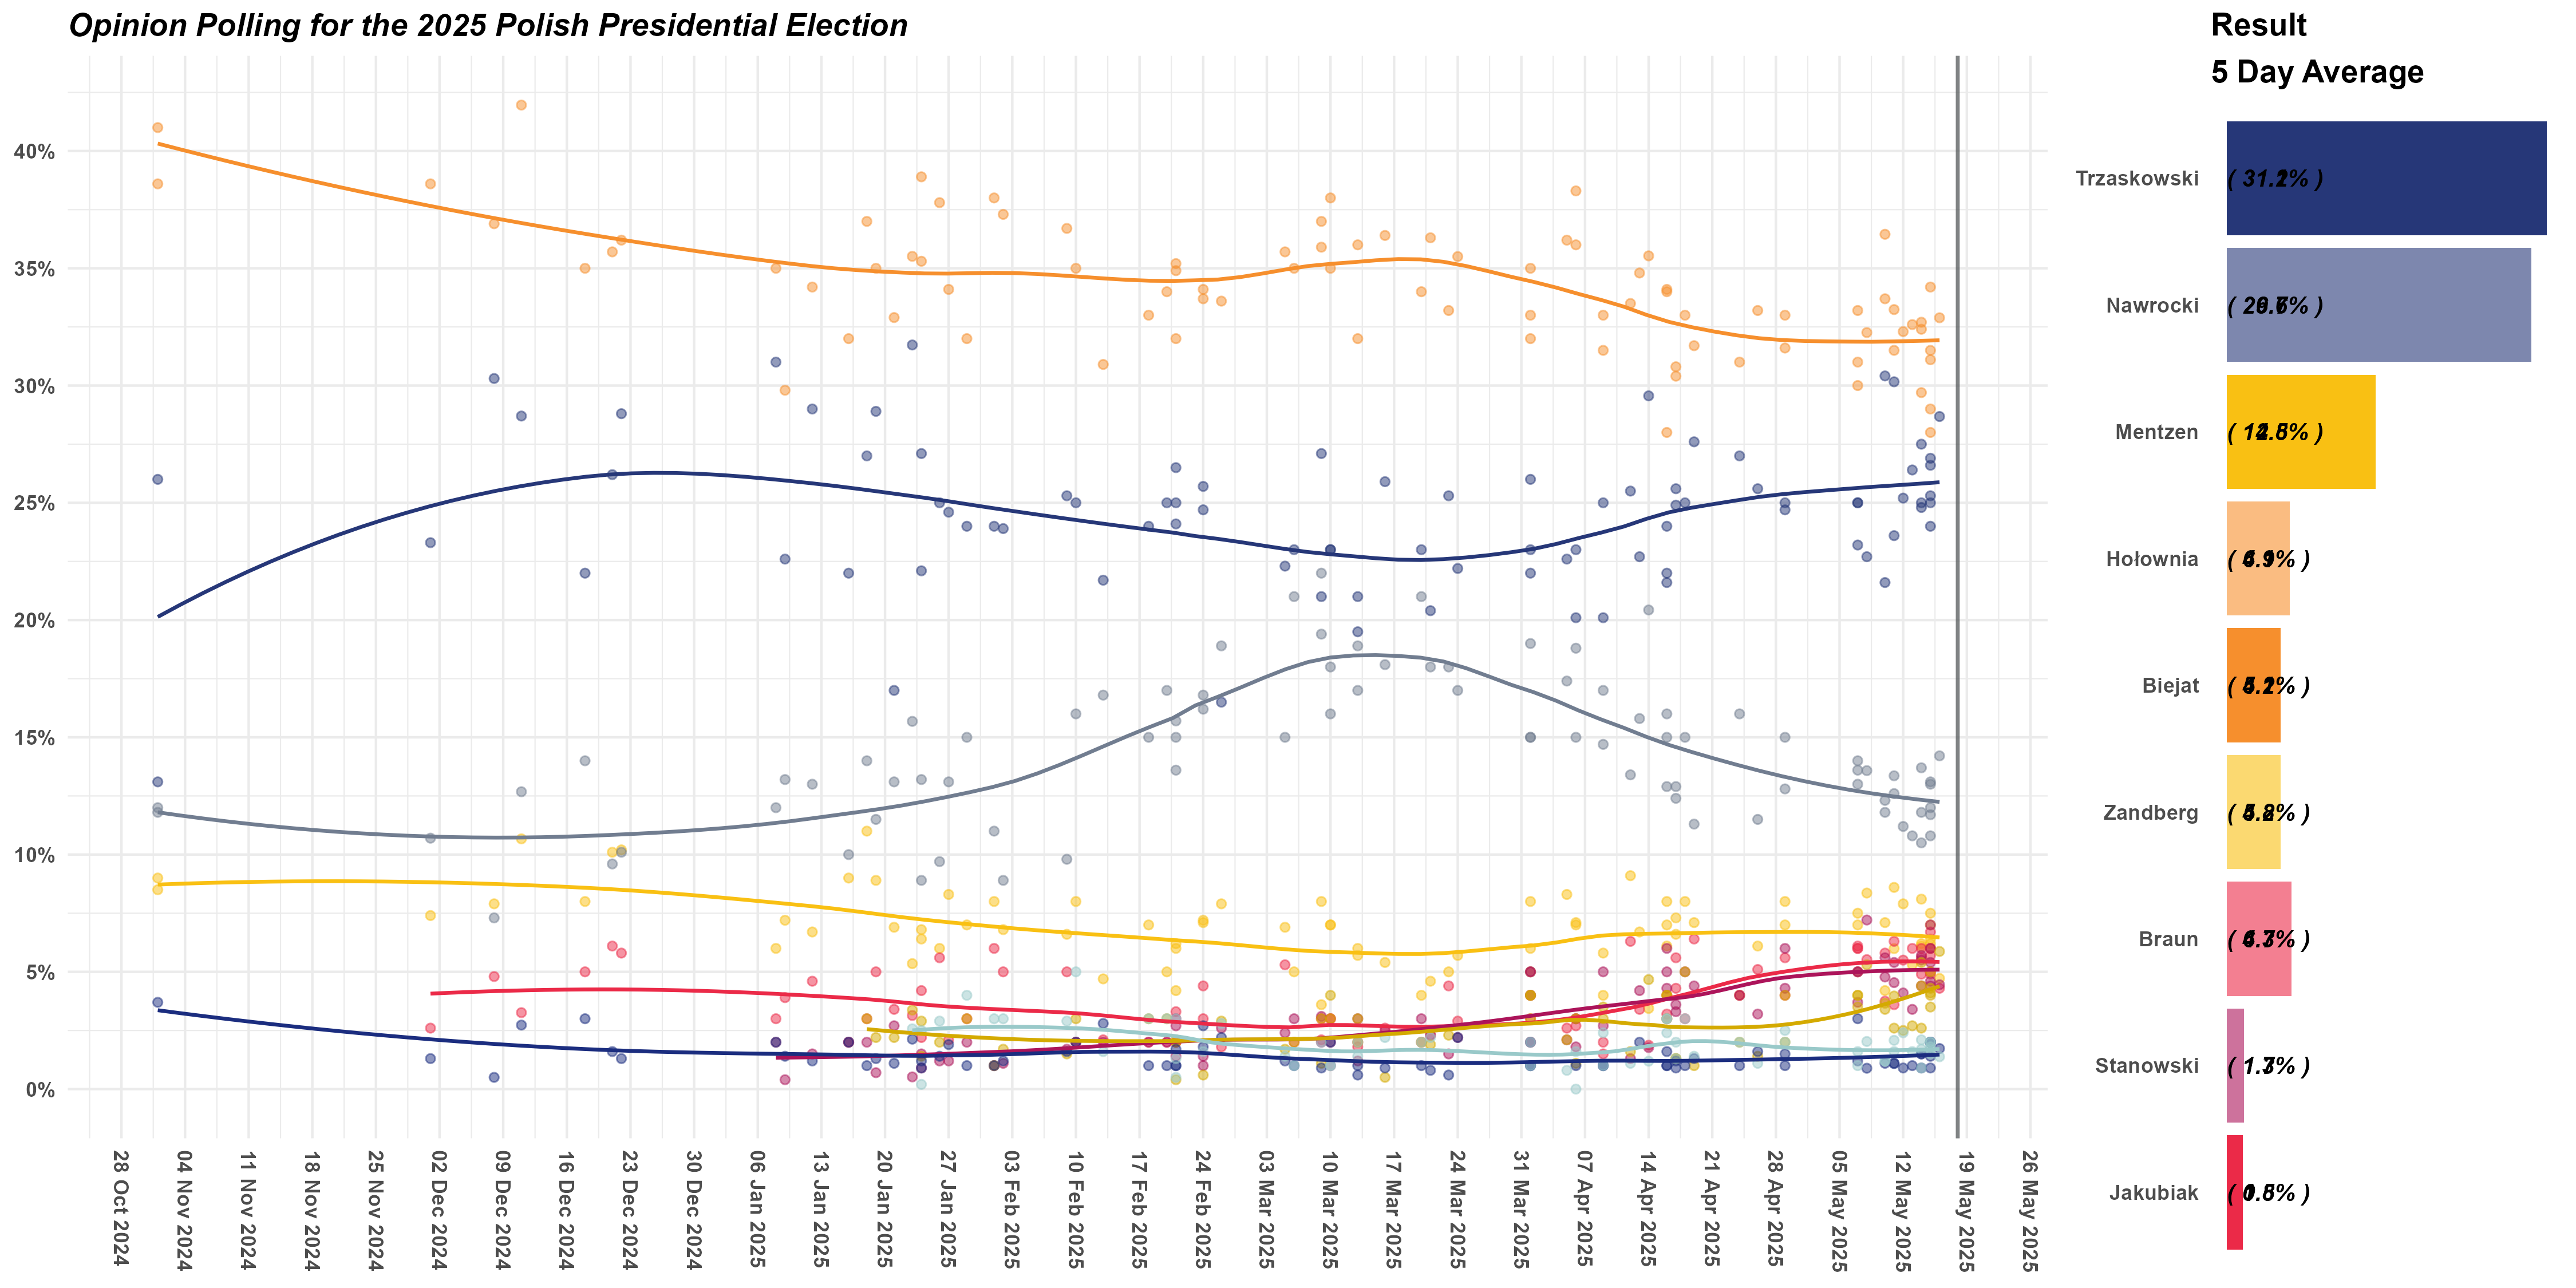 Opinion Polling for the 2025 Polish Presidential Election
Result
5 Day Average
40%
35%
30%
25%
20%
15%
10%
5%
0%
28 Oct 2024
04 Nov 2024
11 Nov 2024
18 Nov 2024
25 Nov 2024
02 Dec 2024
09 Dec 2024
16 Dec 2024
23 Dec 2024
30 Dec 2024
06 Jan 2025
13 Jan 2025
20 Jan 2025
27 Jan 2025
03 Feb 2025
10 Feb 2025
17 Feb 2025
24 Feb 2025
03 Mar 2025
10 Mar 2025
17 Mar 2025
24 Mar 2025
31 Mar 2025
07 Apr 2025
14 Apr 2025
21 Apr 2025
28 Apr 2025
05 May 2025
12 May 2025
19 May 2025
26 May 2025
Trzaskowski
Nawrocki
Mentzen
Hołownia
Biejat
Zandberg
Braun
Stanowski
Jakubiak